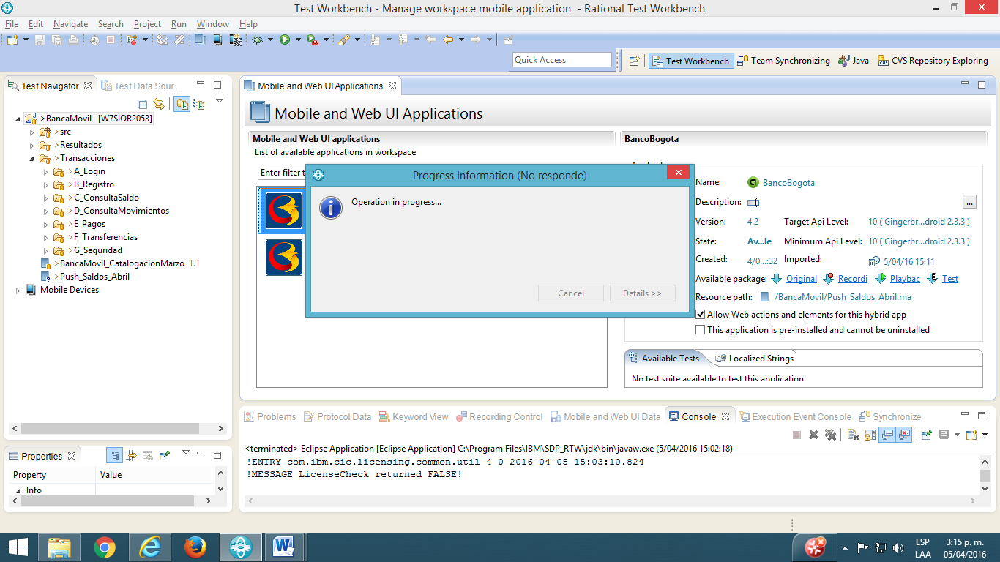 Test Workbench - Manage workspace mobile application - Rational Test Workbench
File Edit Navigate Search Project Run Window Help
Quick Access
Test Workbench
Team Synchronizing
Java
CVS Repository Exploring
Test Navigator
Test Data Sour...
>BancaMovil [W7SIOR2053]
>src
>Resultados
>Transacciones
>A_Login
>B_Registro
>C_ConsultaSaldo
>D_ConsultaMovimientos
>E_Pagos
>F_Transferencias
>G_Seguridad
>BancaMovil_CatalogacionMarzo 1.1
>Push_Saldos_Abril
Mobile Devices
Properties
Property Value
Info
Mobile and Web UI Applications
Mobile and Web UI Applications
Mobile and Web UI applications
List of available applications in workspace
Enter filter t
BancoBogota
Name: BancoBogota
Description: ...
Version: 4.2 Target Api Level: 10 ( Gingerbr...droid 2.3.3 )
State: Av...le Minimum Api Level: 10 ( Gingerbr...droid 2.3.3 )
Created: 4/0...:32 Imported: 5/04/16 15:11
Available package: Original Recordi Playbac Test
Resource path: /BancaMovil/Push_Saldos_Abril.ma
Allow Web actions and elements for this hybrid app
This application is pre-installed and cannot be uninstalled
Available Tests
Localized Strings
No test suite available to test this application
Progress Information (No responde)
Operation in progress...
Cancel
Details >>
Problems
Protocol Data
Keyword View
Recording Control
Mobile and Web UI Data
Console
Execution Event Console
Synchronize
<terminated> Eclipse Application [Eclipse Application] C:\Program Files\IBM\SDP_RTW\jdk\bin\javaw.exe (5/04/2016 15:02:18)
!ENTRY com.ibm.cic.licensing.common.util 4 0 2016-04-05 15:03:10.824
!MESSAGE LicenseCheck returned FALSE!
ESP
LAA
3:15 p. m.
05/04/2016